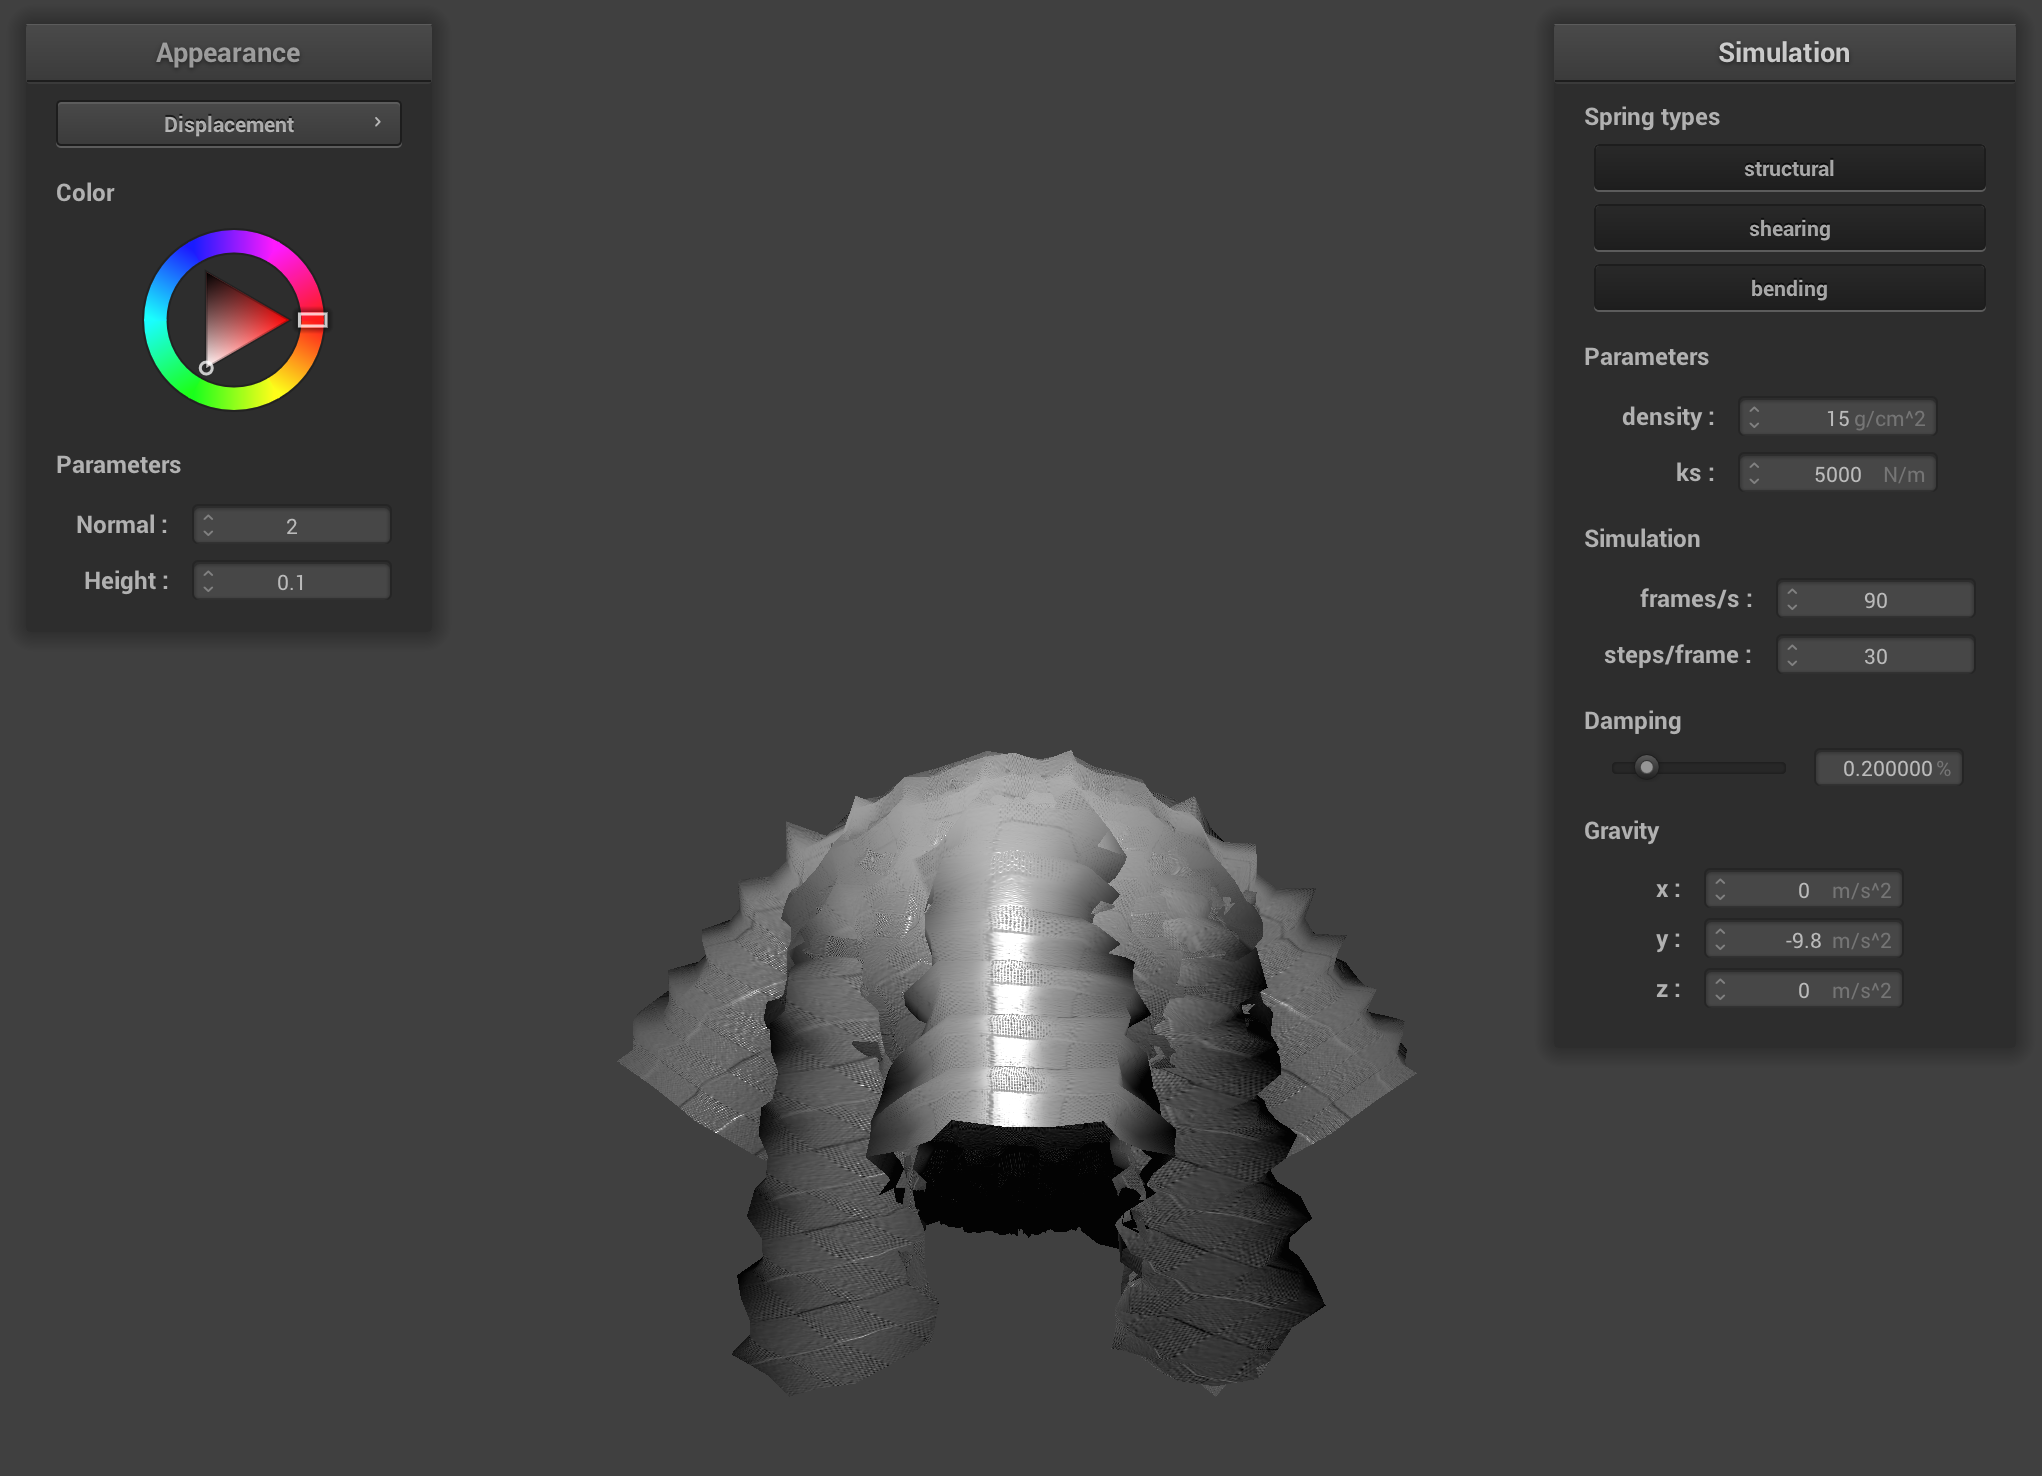 Appearance
Displacement
Color
Parameters
Normal : 2
Height : 0.1
Simulation
Spring types
structural
shearing
bending
Parameters
density : 15 g/cm^2
ks : 5000 N/m
Simulation
frames/s : 90
steps/frame : 30
Damping
0.200000 %
Gravity
x : 0 m/s^2
y : -9.8 m/s^2
z : 0 m/s^2